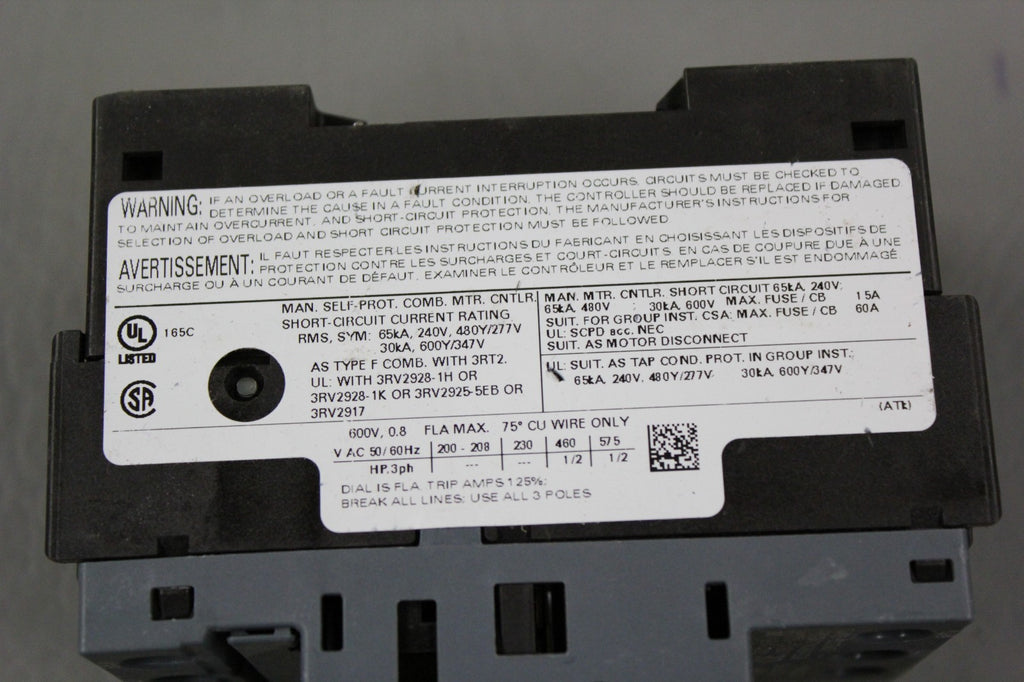 WARNING: IF AN OVERLOAD OR A FAULT CURRENT INTERRUPTION OCCURS, CIRCUITS MUST BE CHECKED TO
DETERMINE THE CAUSE IN A FAULT CONDITION, THE CONTROLLER SHOULD BE REPLACED IF DAMAGED.
TO MAINTAIN OVERCURRENT, AND SHORT-CIRCUIT PROTECTION, THE MANUFACTURER'S INSTRUCTIONS FOR
SELECTION OF OVERLOAD AND SHORT CIRCUIT PROTECTION MUST BE FOLLOWED.
AVERTISSEMENT: IL FAUT RESPECTER LES INSTRUCTIONS DU FABRICANT EN CHOISISSANT LES DISPOSITIFS DE
PROTECTION CONTRE LES SURCHARGES ET COURT-CIRCUITS. EN CAS DE COUPURE DUE À UNE
SURCHARGE OU À UN COURANT DE DÉFAUT, EXAMINER LE CONTRÔLEUR ET LE REMPLACER S'IL EST ENDOMMAGÉ
UL 165C
LISTED
SA
MAN. SELF-PROT. COMB. MTR. CNTLR.
SHORT-CIRCUIT CURRENT RATING
RMS, SYM: 65kA, 240V, 480Y/277V
30kA, 600Y/347V
AS TYPE F COMB. WITH 3RT2.
UL: WITH 3RV2928-1H OR
3RV2928-1K OR 3RV2925-5EB OR
3RV2917
MAN. MTR. CNTLR. SHORT CIRCUIT 65kA, 240V;
65kA, 480V ; 30kA, 600V MAX. FUSE / CB 15A
SUIT. FOR GROUP INST. CSA: MAX. FUSE / CB 60A
UL: SCPD acc. NEC
SUIT. AS MOTOR DISCONNECT
UL: SUIT. AS TAP COND. PROT. IN GROUP INST.;
65kA, 240V, 480Y/277V 30kA, 600Y/347V
(ATk)
600V, 0.8 FLA MAX. 75° CU WIRE ONLY
V AC 50/60Hz 200 - 208 230 460 575
HP.3ph --- --- 1/2 1/2
DIAL IS FLA. TRIP AMPS 125%;
BREAK ALL LINES; USE ALL 3 POLES